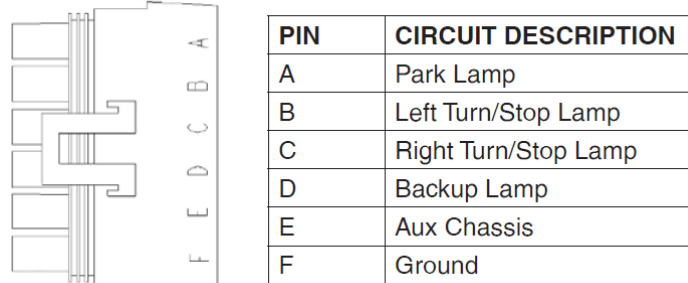 A
B
C
D
E
F
PIN CIRCUIT DESCRIPTION
A Park Lamp
B Left Turn/Stop Lamp
C Right Turn/Stop Lamp
D Backup Lamp
E Aux Chassis
F Ground